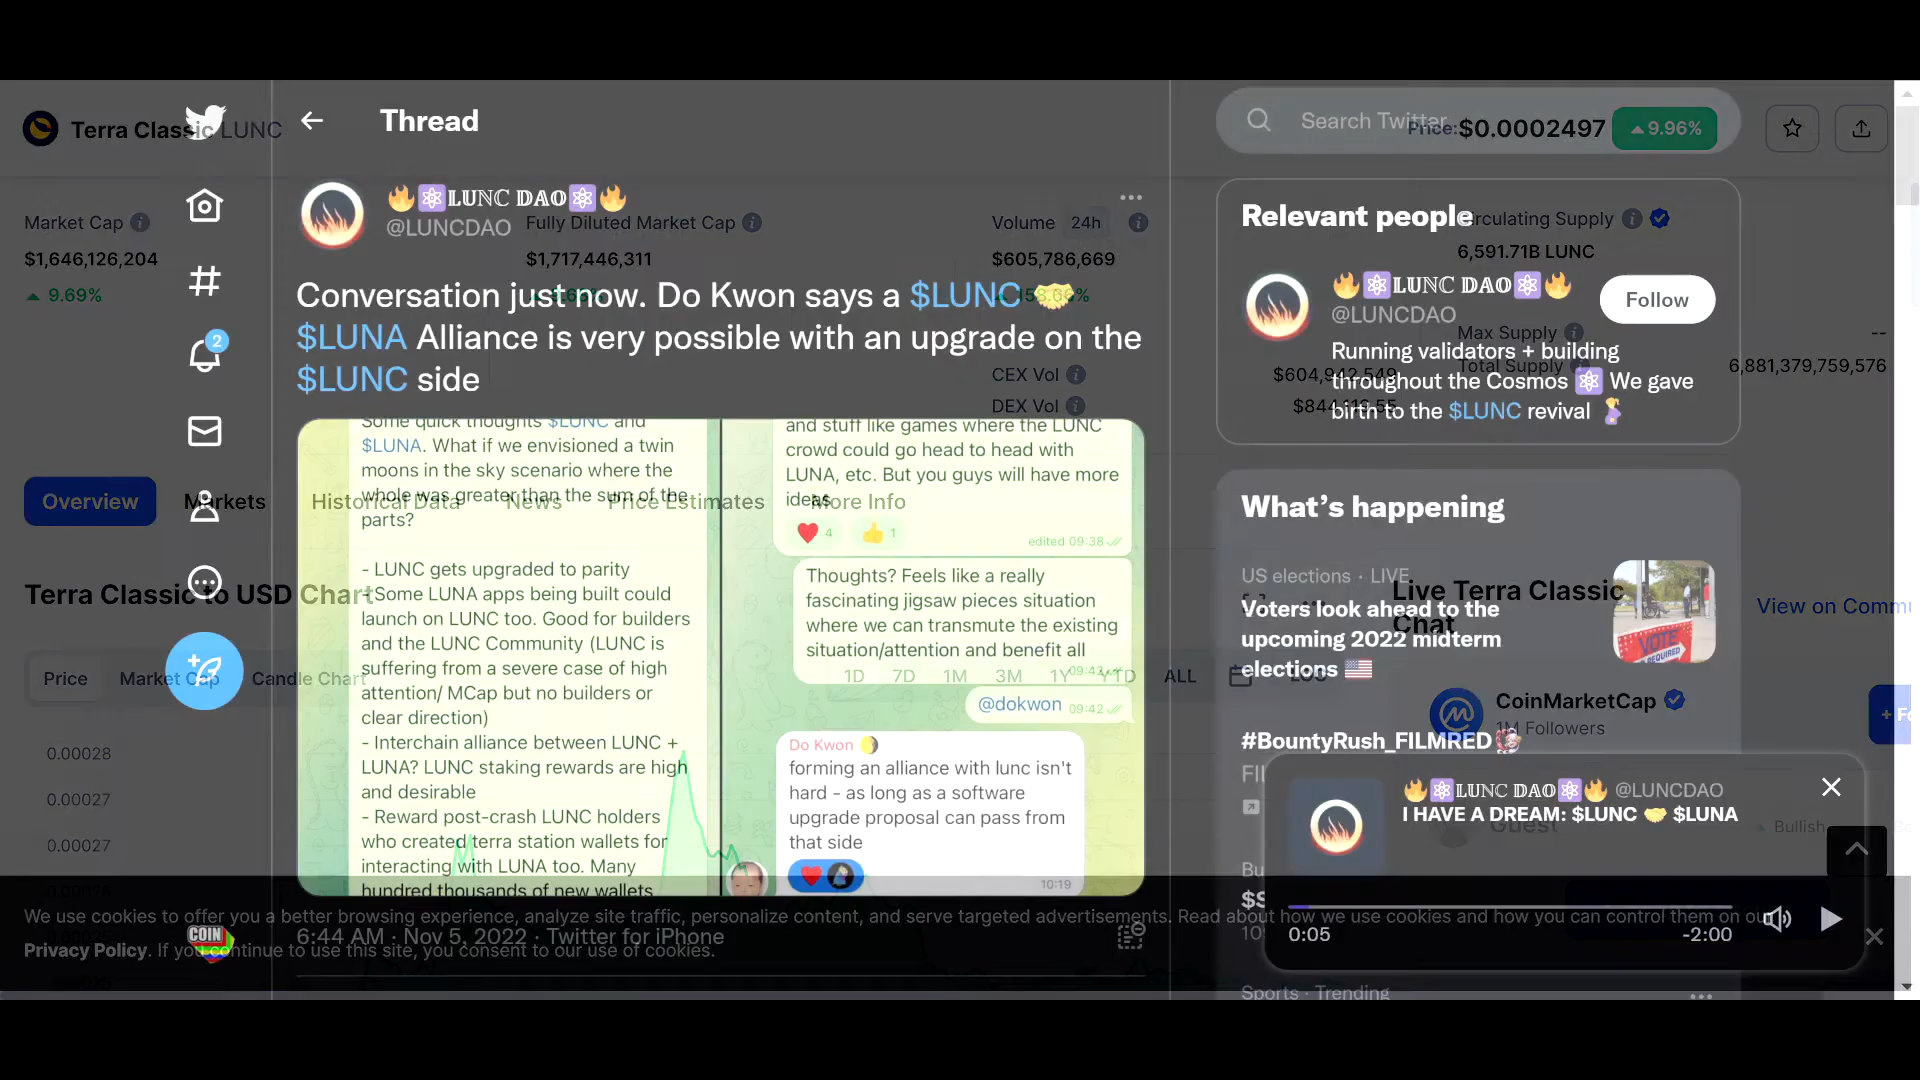 Terra Classic LUNC
Thread
Search Twitter
Price: $0.0002497
9.96%
🔥⚛LUNC DAO⚛🔥
@LUNCDAO
Market Cap
$1,646,126,204
9.69%
Fully Diluted Market Cap
$1,717,446,311
Volume 24h
$605,786,669
CEX Vol
$604,942,549
DEX Vol
Circulating Supply
6,591.71B LUNC
Max Supply
--
Total Supply
6,881,379,759,576
2
Conversation just now. Do Kwon says a $LUNC 🤝
$LUNA Alliance is very possible with an upgrade on the
$LUNC side
Some quick thoughts $LUNC and
$LUNA. What if we envisioned a twin
moons in the sky scenario where the
whole was greater than the sum of the
parts?
- LUNC gets upgraded to parity
- Some LUNA apps being built could
launch on LUNC too. Good for builders
and the LUNC Community (LUNC is
suffering from a severe case of high
attention/ MCap but no builders or
clear direction)
- Interchain alliance between LUNC +
LUNA? LUNC staking rewards are high
and desirable
- Reward post-crash LUNC holders
who created terra station wallets for
interacting with LUNA too. Many
hundred thousands of new wallets
and stuff like games where the LUNC
crowd could go head to head with
LUNA, etc. But you guys will have more
ideas
4
1
edited 09:38
Thoughts? Feels like a really
fascinating jigsaw pieces situation
where we can transmute the existing
situation/attention and benefit all
09:42
@dokwon 09:42
Do Kwon 🌖
forming an alliance with lunc isn't
hard - as long as a software
upgrade proposal can pass from
that side
10:19
6:44 AM · Nov 5, 2022 · Twitter for iPhone
Overview
Markets
Historical Data
News
Price Estimates
More Info
Terra Classic to USD Chart
Price
Market Cap
Candle Chart
1D
7D
1M
3M
1Y
YTD
ALL
LOG
0.00028
0.00027
0.00027
Relevant people
🔥⚛LUNC DAO⚛🔥
@LUNCDAO
Follow
Running validators + building
throughout the Cosmos ⚛ We gave
birth to the $LUNC revival
What's happening
US elections · LIVE
Voters look ahead to the
upcoming 2022 midterm
elections 🇺🇸
VOTE
REQUIRED
Live Terra Classic
Chat
#BountyRush_FILMRED
CoinMarketCap
1M Followers
🔥⚛LUNC DAO⚛🔥 @LUNCDAO
I HAVE A DREAM: $LUNC 🤝 $LUNA
Guest
Bullish
0:05
-2:00
Sports · Trending
We use cookies to offer you a better browsing experience, analyze site traffic, personalize content, and serve targeted advertisements. Read about how we use cookies and how you can control them on
Privacy Policy. If you continue to use this site, you consent to our use of cookies.
COIN